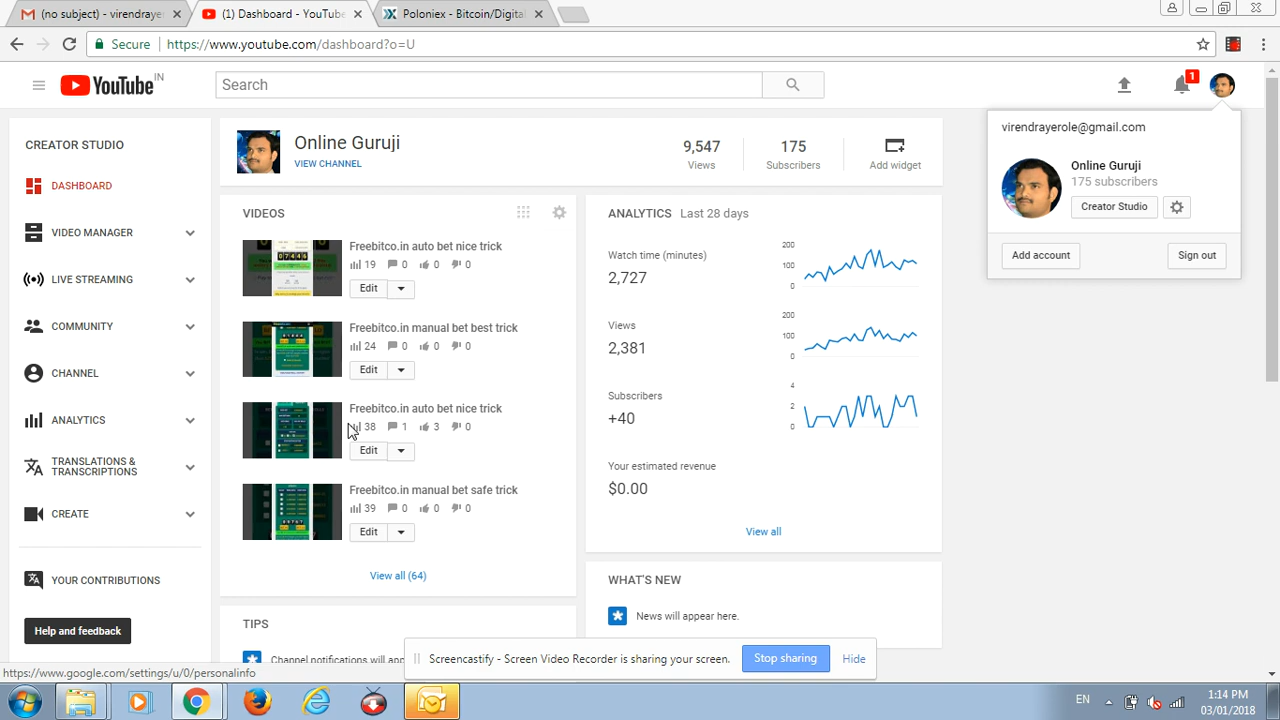 (no subject) - virendraye
(1) Dashboard - YouTube
Poloniex - Bitcoin/Digital
Secure
https://www.youtube.com/dashboard?o=U
YouTube IN
Search
1
virendrayerole@gmail.com
Online Guruji
175 subscribers
Creator Studio
Add account
Sign out
CREATOR STUDIO
DASHBOARD
VIDEO MANAGER
LIVE STREAMING
COMMUNITY
CHANNEL
ANALYTICS
TRANSLATIONS &
TRANSCRIPTIONS
CREATE
YOUR CONTRIBUTIONS
Help and feedback
Online Guruji
VIEW CHANNEL
9,547
Views
175
Subscribers
Add widget
VIDEOS
Freebitco.in auto bet nice trick
19 0 0 0
Edit
Freebitco.in manual bet best trick
24 0 0 0
Edit
Freebitco.in auto bet nice trick
38 1 3 0
Edit
Freebitco.in manual bet safe trick
39 0 0 0
Edit
View all (64)
TIPS
ANALYTICS Last 28 days
Watch time (minutes)
2,727
200
100
0
Views
2,381
200
100
0
Subscribers
+40
4
2
0
Your estimated revenue
$0.00
View all
WHAT'S NEW
News will appear here.
Channel notifications will app
Screencastify - Screen Video Recorder is sharing your screen.
Stop sharing
Hide
https://www.google.com/settings/u/0/personalinfo
EN
1:14 PM
03/01/2018